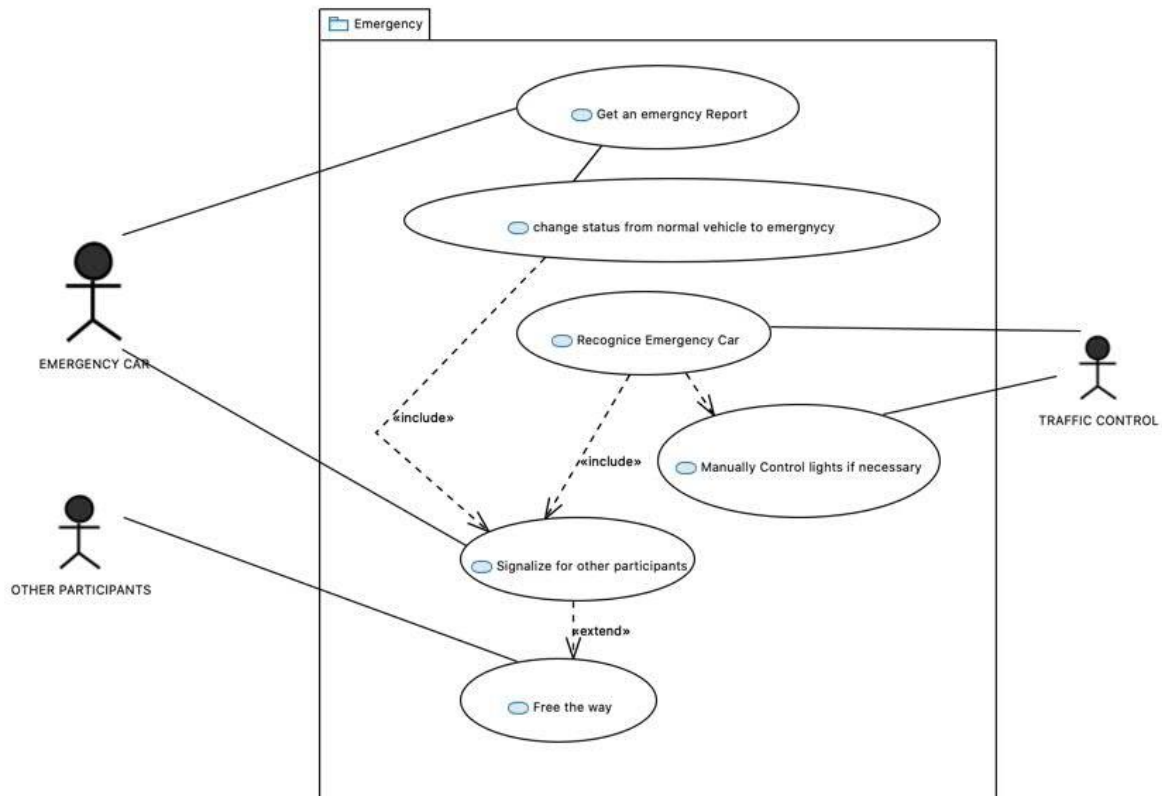 Emergency
Get an emergncy Report
change status from normal vehicle to emergnycy
Recognice Emergency Car
EMERGENCY CAR
TRAFFIC CONTROL
«include»
«include»
Manually Control lights if necessary
Signalize for other participants
OTHER PARTICIPANTS
«extend»
Free the way